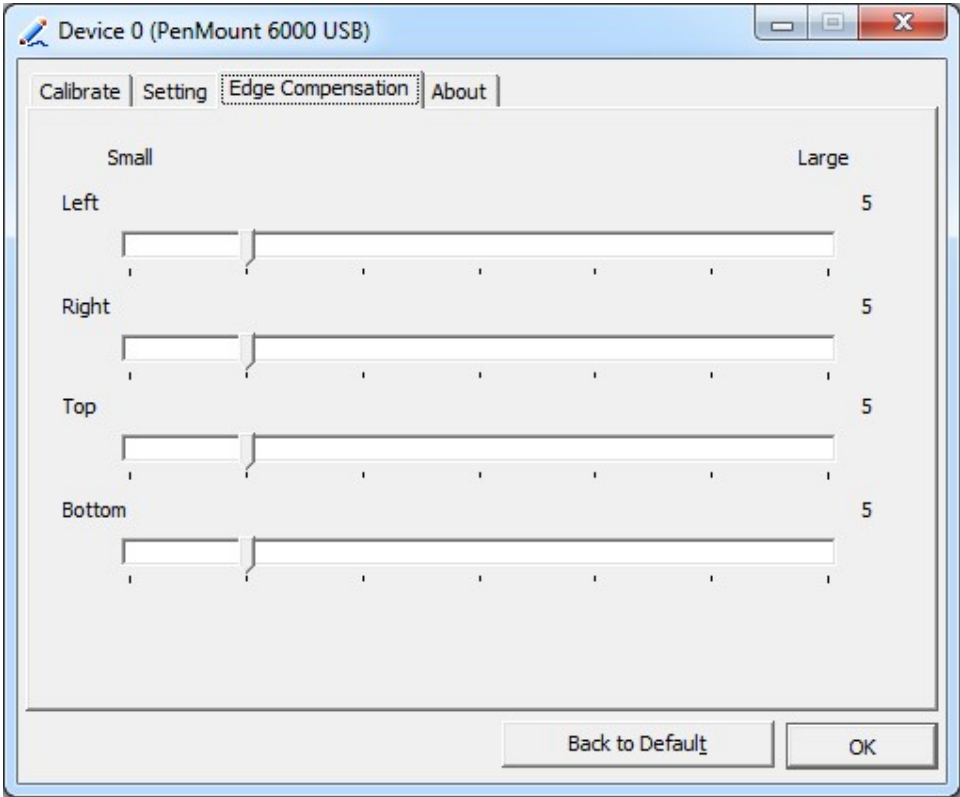 Device 0 (PenMount 6000 USB)
Calibrate Setting Edge Compensation About
Small Large
Left 5
Right 5
Top 5
Bottom 5
Back to Default OK